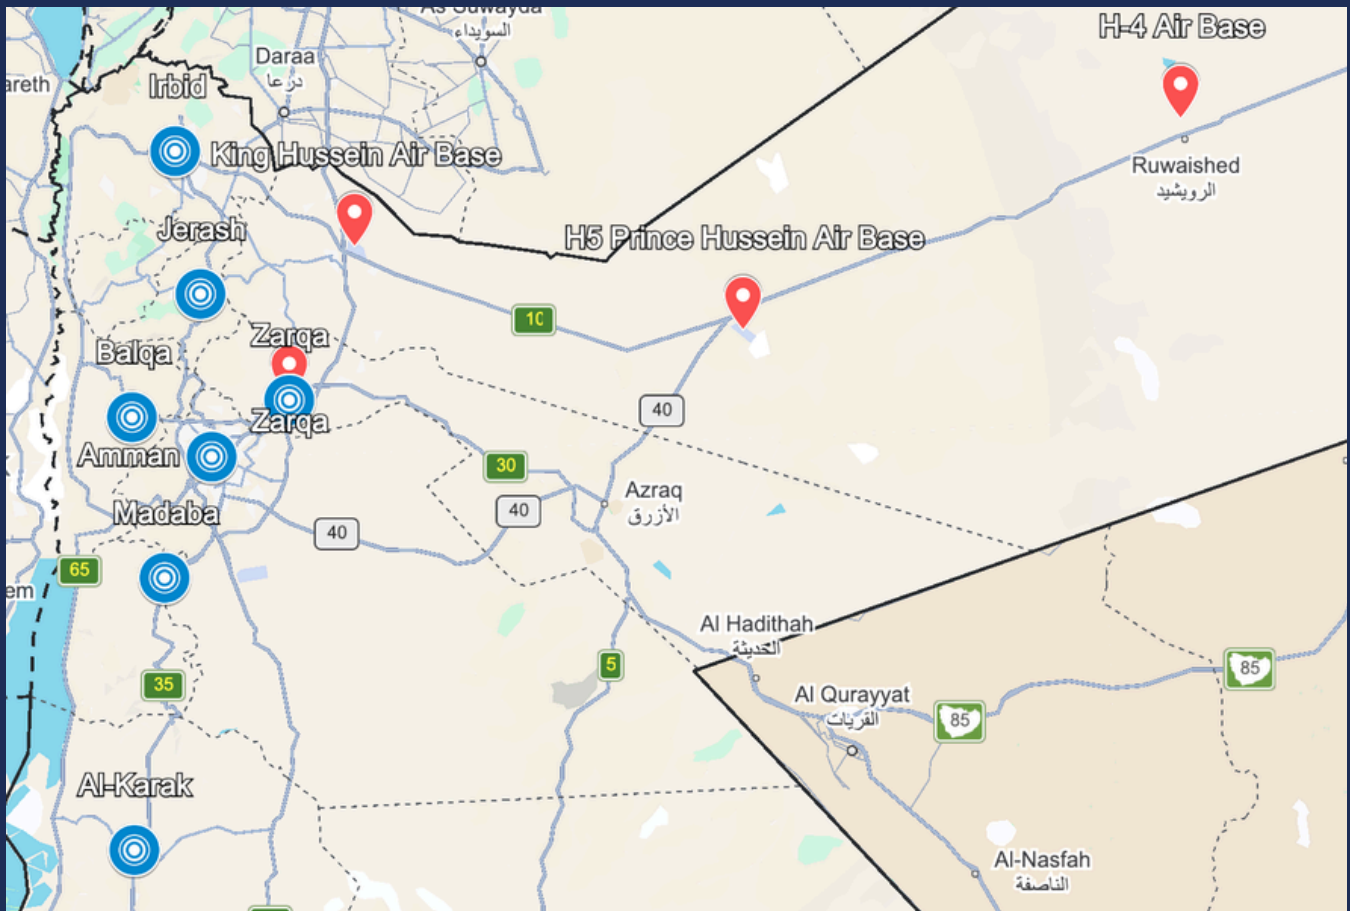 As Suwayda
السويداء
H-4 Air Base
Daraa
درعا
areth
Irbid
King Hussein Air Base
Ruwaished
الرويشيد
Jerash
H5 Prince Hussein Air Base
10
Zarqa
Balqa
40
Zarqa
Amman
30
Azraq
الأزرق
40
Madaba
40
65
em
Al Hadithah
الحديثة
5
85
35
Al Qurayyat
القريات
85
Al-Karak
Al-Nasfah
الناصفة